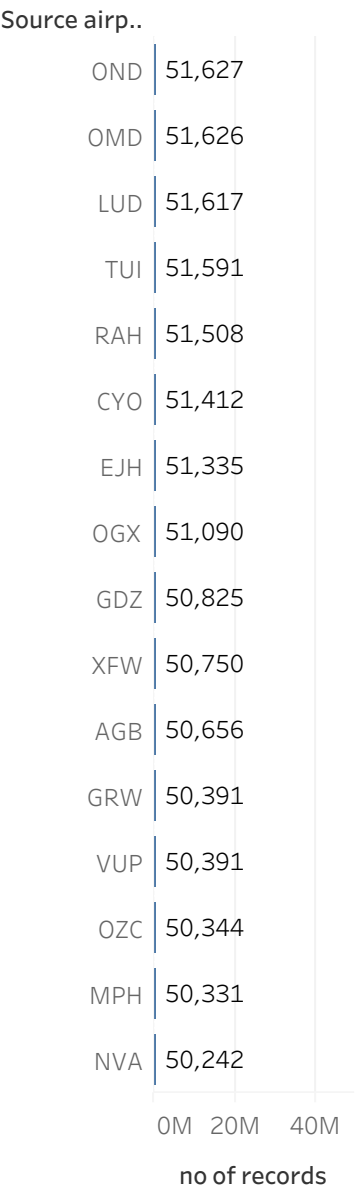 Source airp..
OND 51,627
OMD 51,626
LUD 51,617
TUI 51,591
RAH 51,508
CYO 51,412
EJH 51,335
OGX 51,090
GDZ 50,825
XFW 50,750
AGB 50,656
GRW 50,391
VUP 50,391
OZC 50,344
MPH 50,331
NVA 50,242
0M 20M 40M
no of records